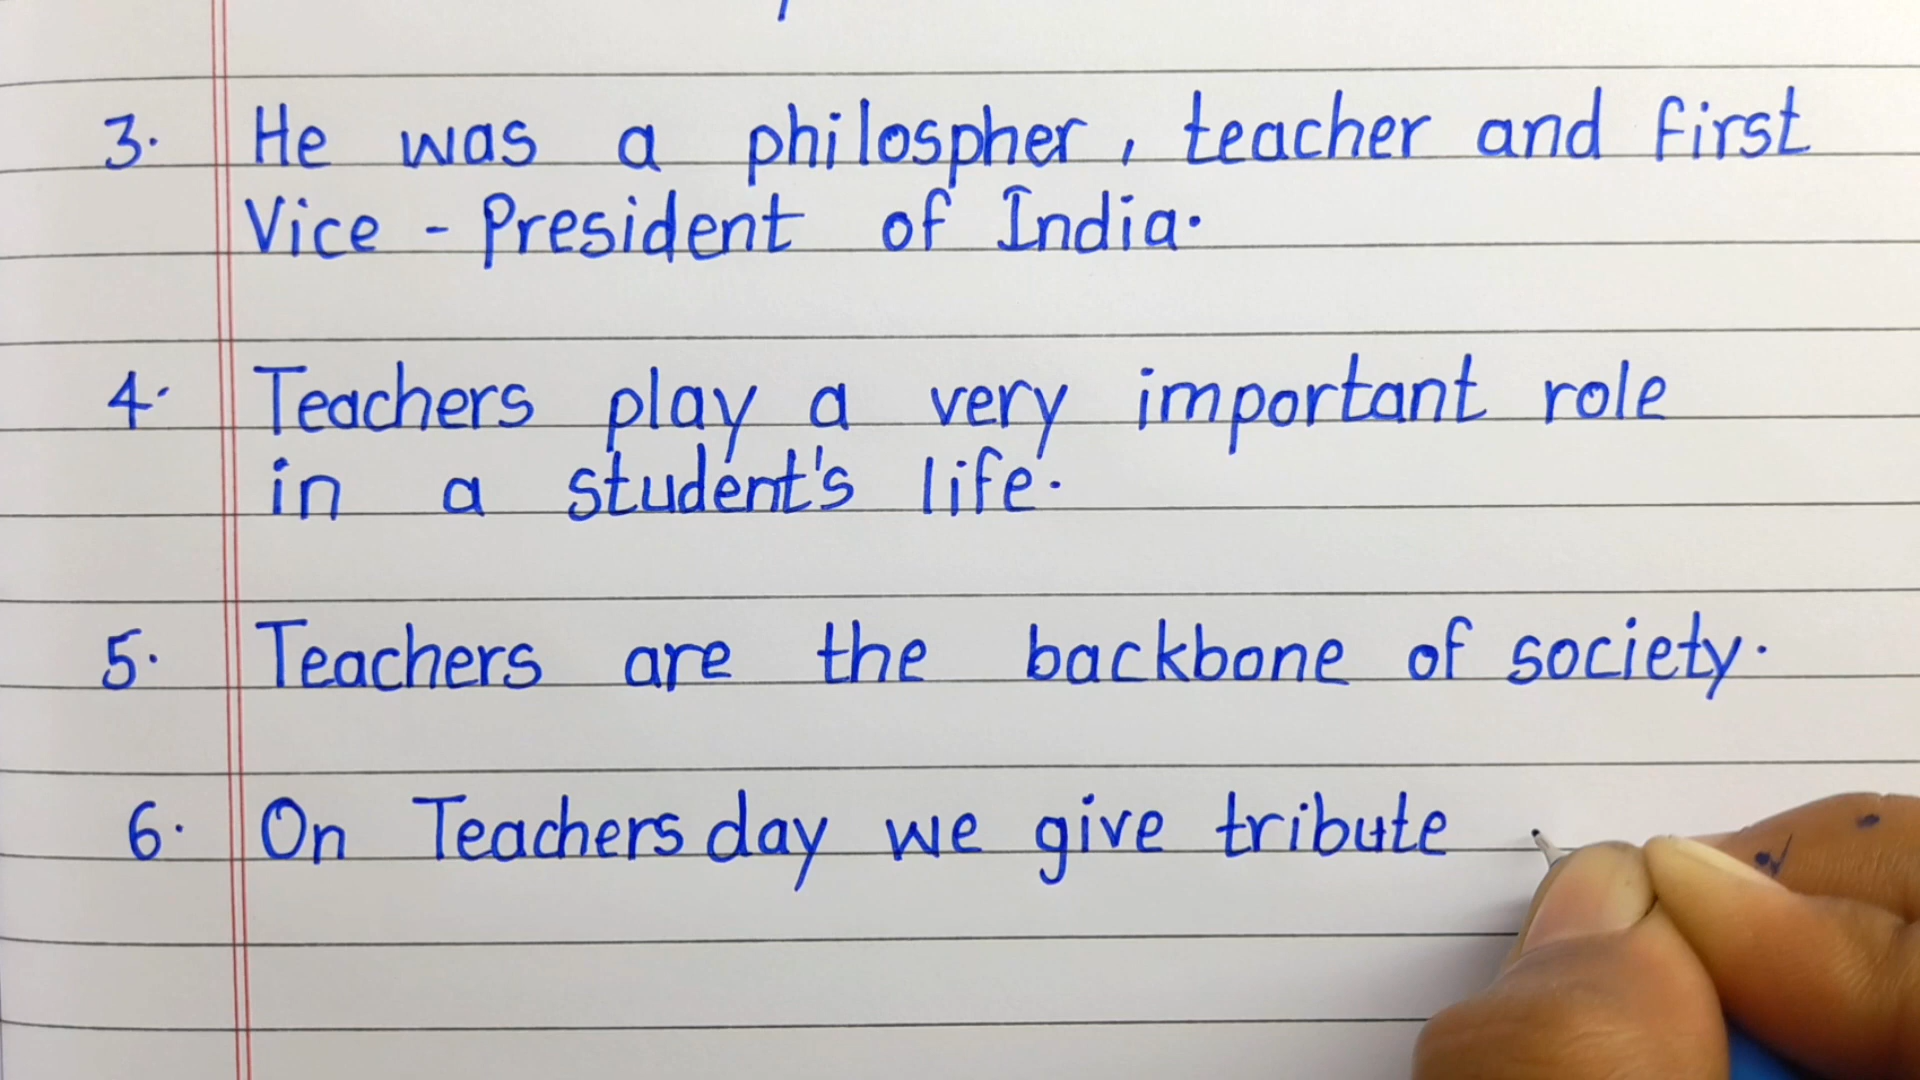 3. He was a philospher, teacher and first
Vice - President of India.
4. Teachers play a very important role
in a student's life.
5. Teachers are the backbone of society.
6. On Teachers day we give tribute